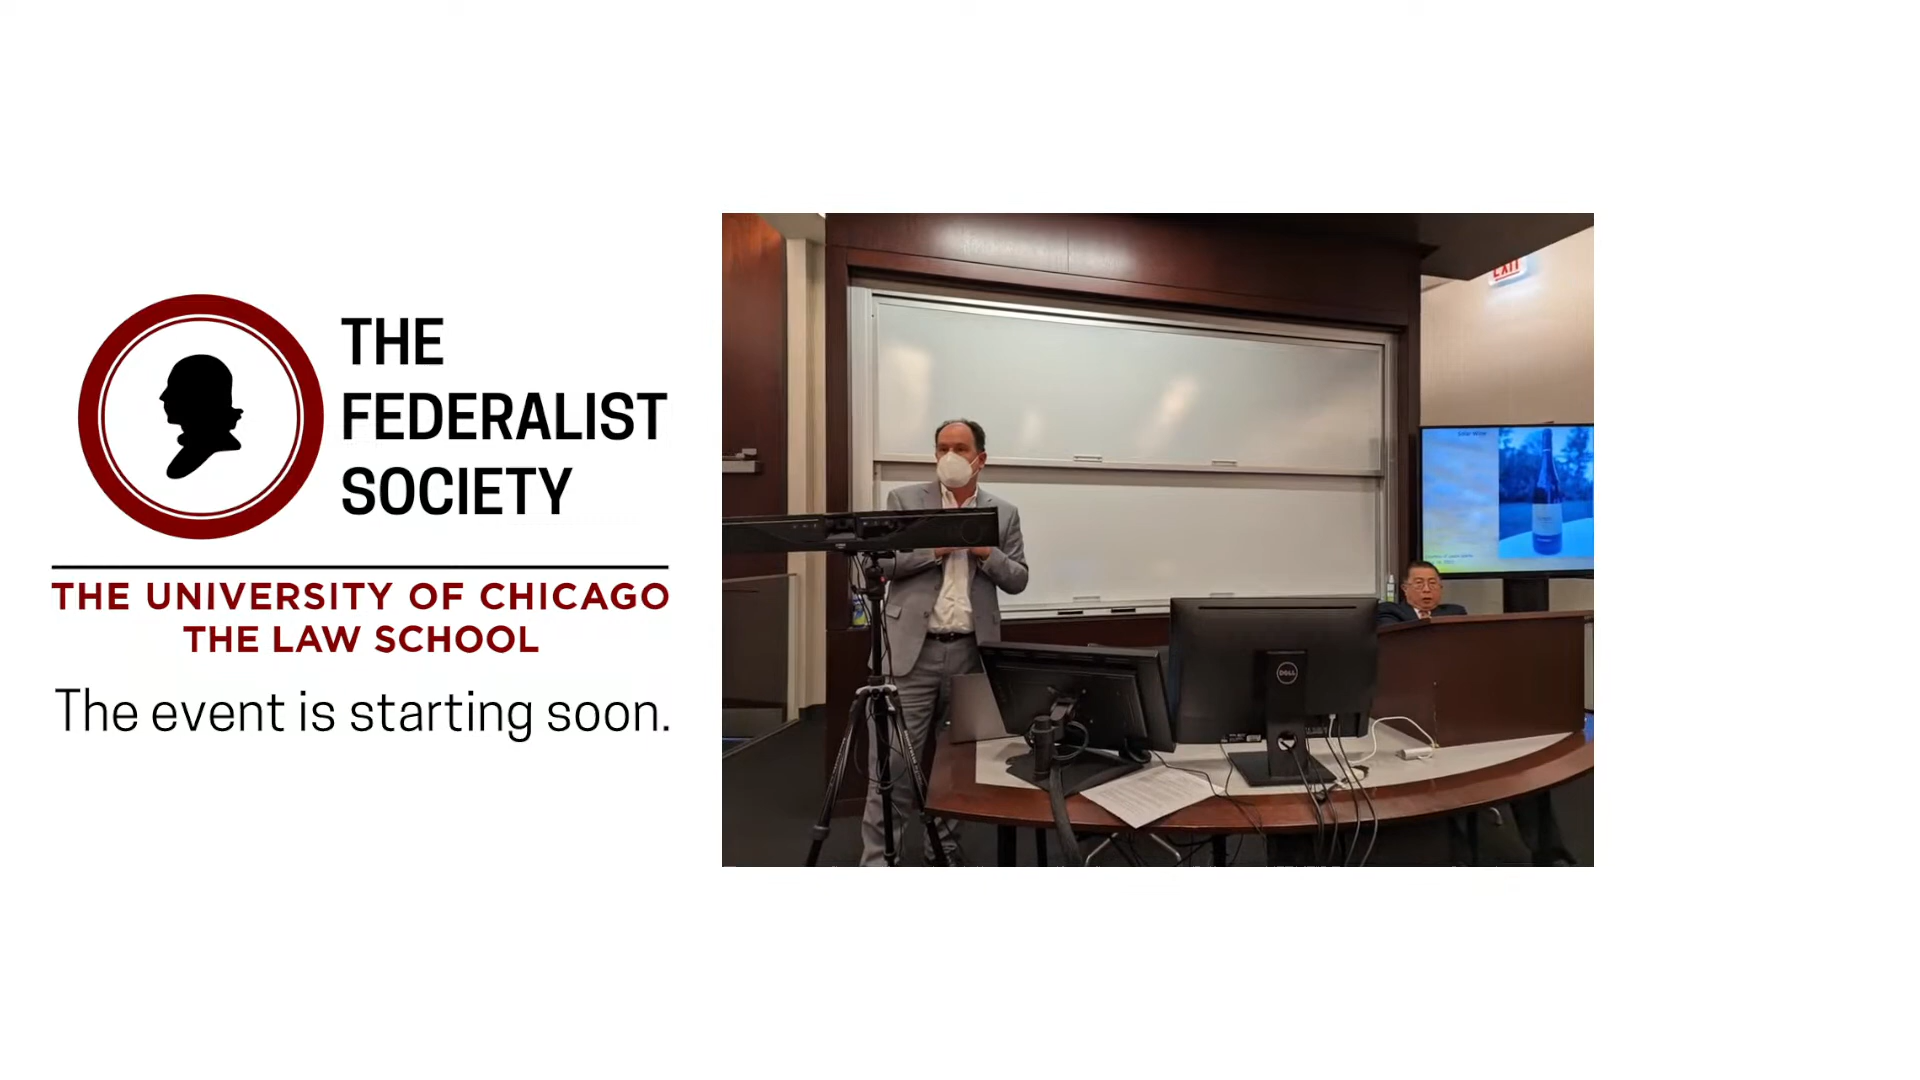 THE
FEDERALIST
SOCIETY
THE UNIVERSITY OF CHICAGO
THE LAW SCHOOL
The event is starting soon.
EXIT
DELL